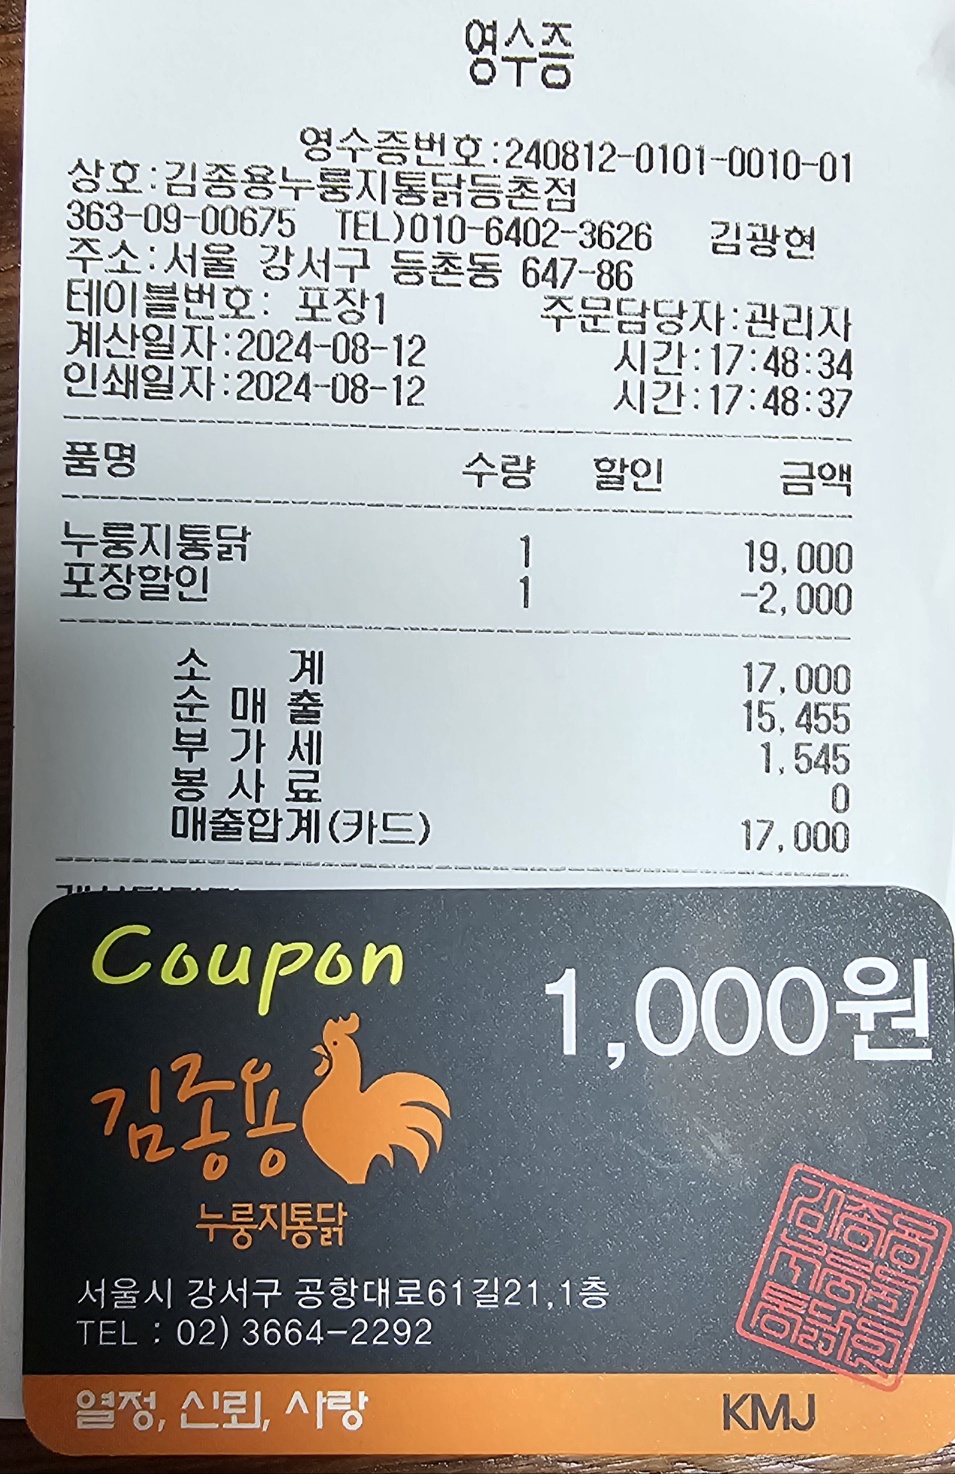 영수증
영수증번호:240812-0101-0010-01
상호:김종용누룽지통닭등촌점
363-09-00675 TEL)010-6402-3626 김광현
주소:서울 강서구 등촌동 647-86
테이블번호: 포장1 주문담당자:관리자
계산일자:2024-08-12 시간:17:48:34
인쇄일자:2024-08-12 시간:17:48:37
품명 수량 할인 금액
누룽지통닭 1 19,000
포장할인 1 -2,000
소 계 17,000
순 매 출 15,455
부 가 세 1,545
봉 사 료 0
매출합계(카드) 17,000
Coupon
1,000원
김종용
누룽지통닭
서울시 강서구 공항대로61길21,1층
TEL : 02) 3664-2292
열정, 신뢰, 사랑 KMJ